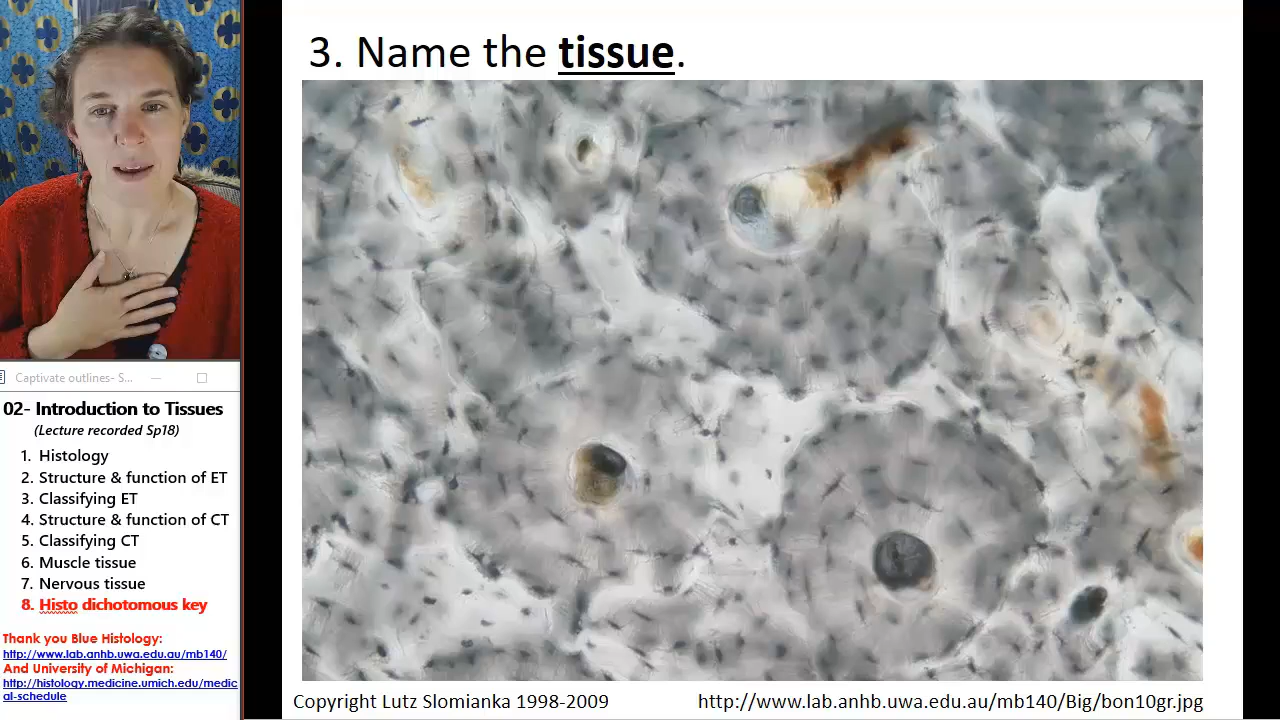 3. Name the tissue.
Captivate outlines- S...
02- Introduction to Tissues
(Lecture recorded Sp18)
1. Histology
2. Structure & function of ET
3. Classifying ET
4. Structure & function of CT
5. Classifying CT
6. Muscle tissue
7. Nervous tissue
8. Histo dichotomous key
Thank you Blue Histology:
http://www.lab.anhb.uwa.edu.au/mb140/
And University of Michigan:
http://histology.medicine.umich.edu/medic
al-schedule
Copyright Lutz Slomianka 1998-2009
http://www.lab.anhb.uwa.edu.au/mb140/Big/bon10gr.jpg